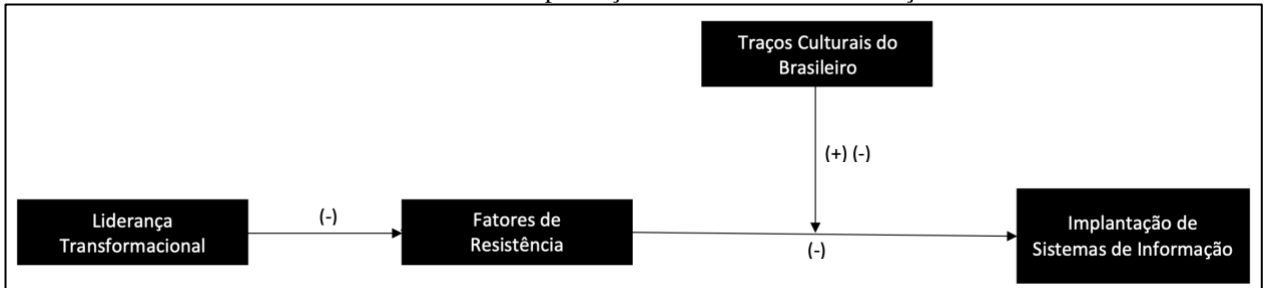 Traços Culturais do
Brasileiro
(+) (-)
Liderança
Transformacional
(-)
Fatores de
Resistência
(-)
Implantação de
Sistemas de Informação